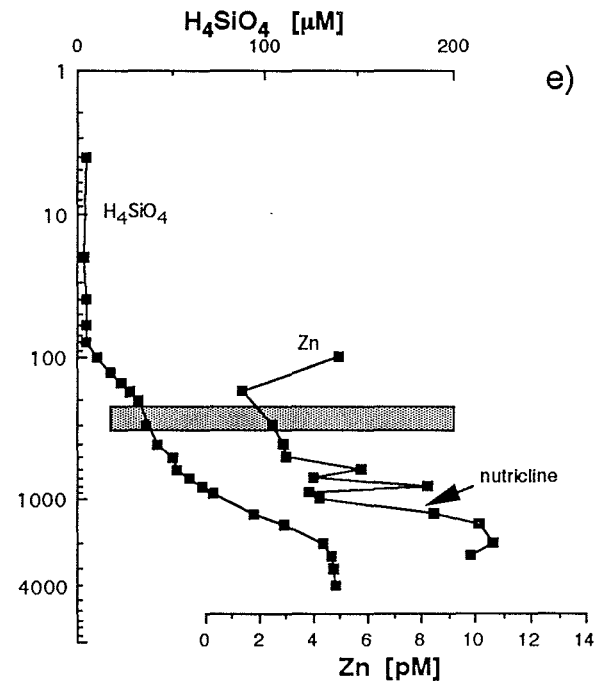 H₄SiO₄ [μM]
0 100 200
e)
1
10
100
1000
4000
H₄SiO₄
Zn
nutricline
0 2 4 6 8 10 12 14
Zn [pM]